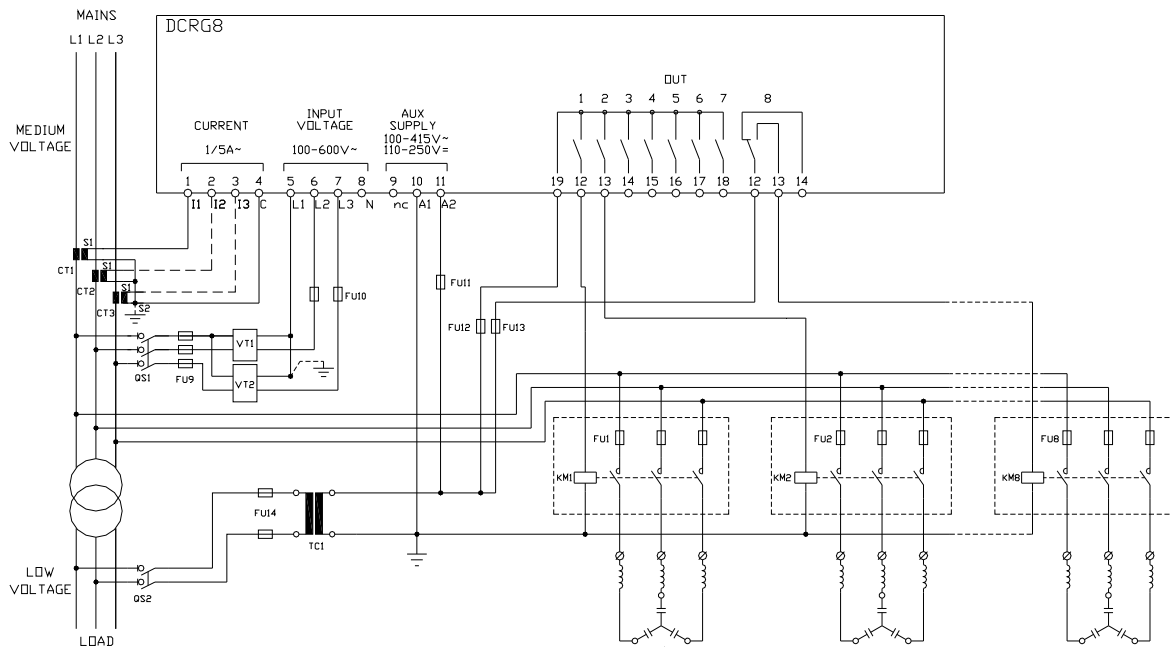 MAINS
L1 L2 L3
DCRG8
OUT
1 2 3 4 5 6 7 8
MEDIUM
VOLTAGE
CURRENT
1/5A~
INPUT
VOLTAGE
100-600V~
AUX
SUPPLY
100-415V~
110-250V=
1 2 3 4 5 6 7 8 9 10 11 19 12 13 14 15 16 17 18 12 13 14
I1 I2 I3 C L1 L2 L3 N nc A1 A2
S1
CT1
S1
CT2
S1
CT3
S2
FU10
FU11
FU12
FU13
QS1
FU9
VT1
VT2
FU1
FU2
FU8
KM1
KM2
KM8
FU14
TC1
LOW
VOLTAGE
QS2
LOAD